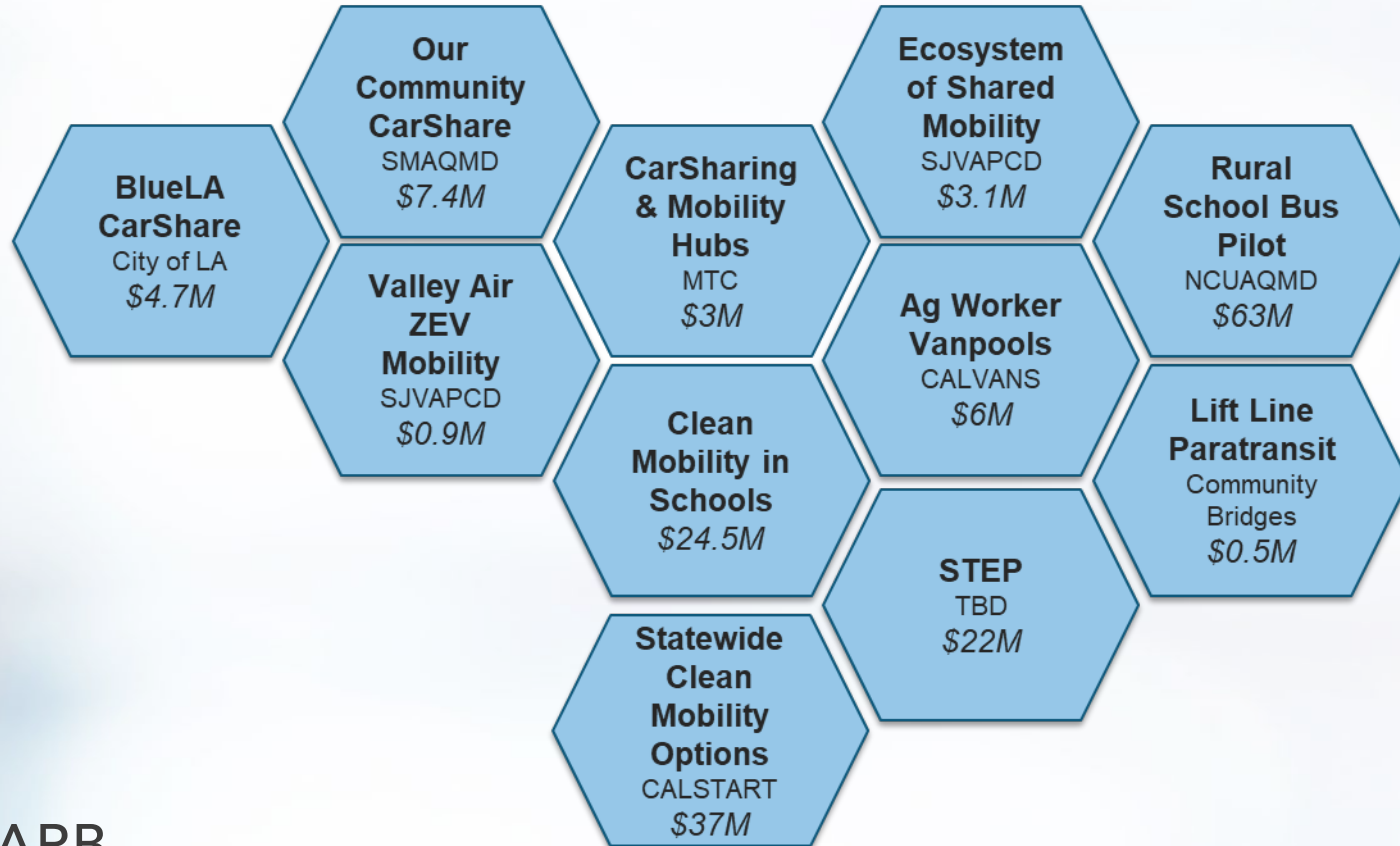 Our
Community
CarShare
SMAQMD
$7.4M
Ecosystem
of Shared
Mobility
SJVAPCD
$3.1M
BlueLA
CarShare
City of LA
$4.7M
CarSharing
& Mobility
Hubs
MTC
$3M
Rural
School Bus
Pilot
NCUAQMD
$63M
Valley Air
ZEV
Mobility
SJVAPCD
$0.9M
Ag Worker
Vanpools
CALVANS
$6M
Clean
Mobility in
Schools
$24.5M
Lift Line
Paratransit
Community
Bridges
$0.5M
STEP
TBD
$22M
Statewide
Clean
Mobility
Options
CALSTART
$37M